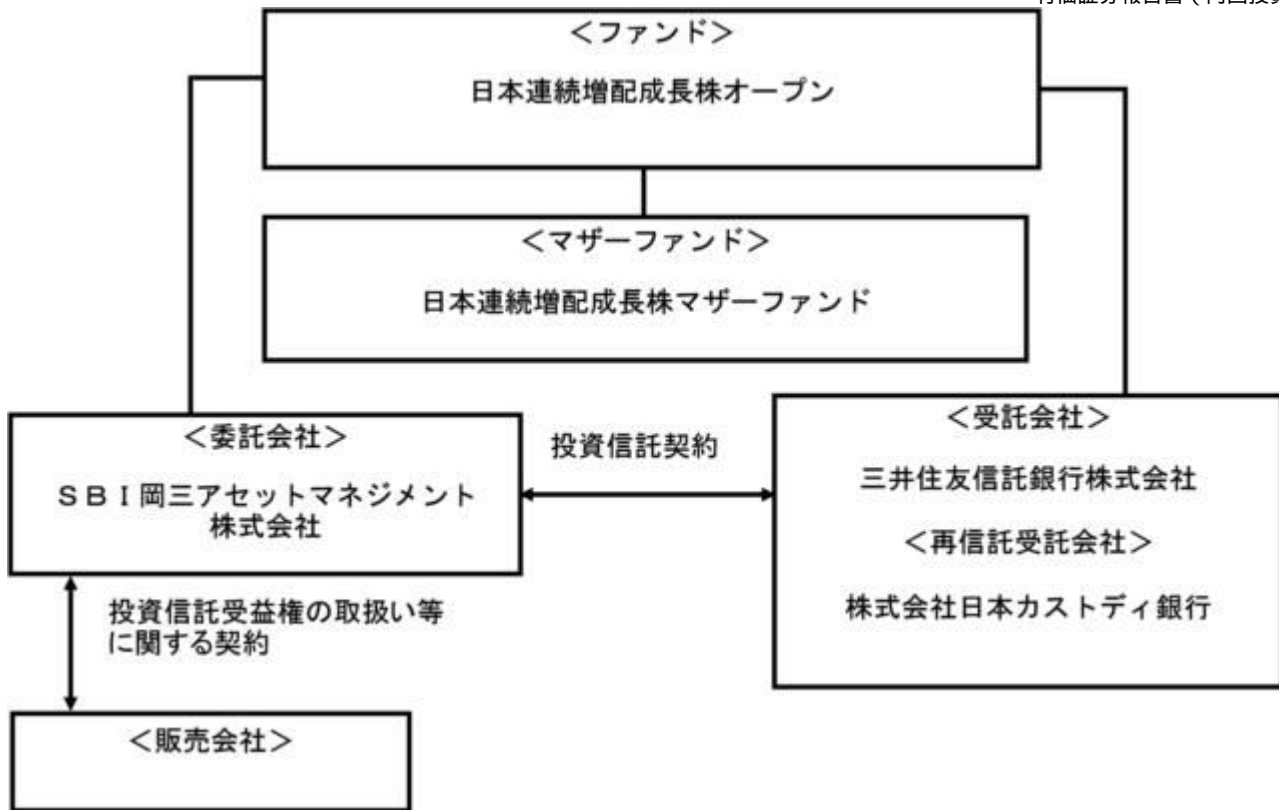 ＜ファンド＞
日本連続増配成長株オープン
＜マザーファンド＞
日本連続増配成長株マザーファンド
＜委託会社＞
ＳＢＩ岡三アセットマネジメント
株式会社
投資信託契約
＜受託会社＞
三井住友信託銀行株式会社
＜再信託受託会社＞
株式会社日本カストディ銀行
投資信託受益権の取扱い等
に関する契約
＜販売会社＞